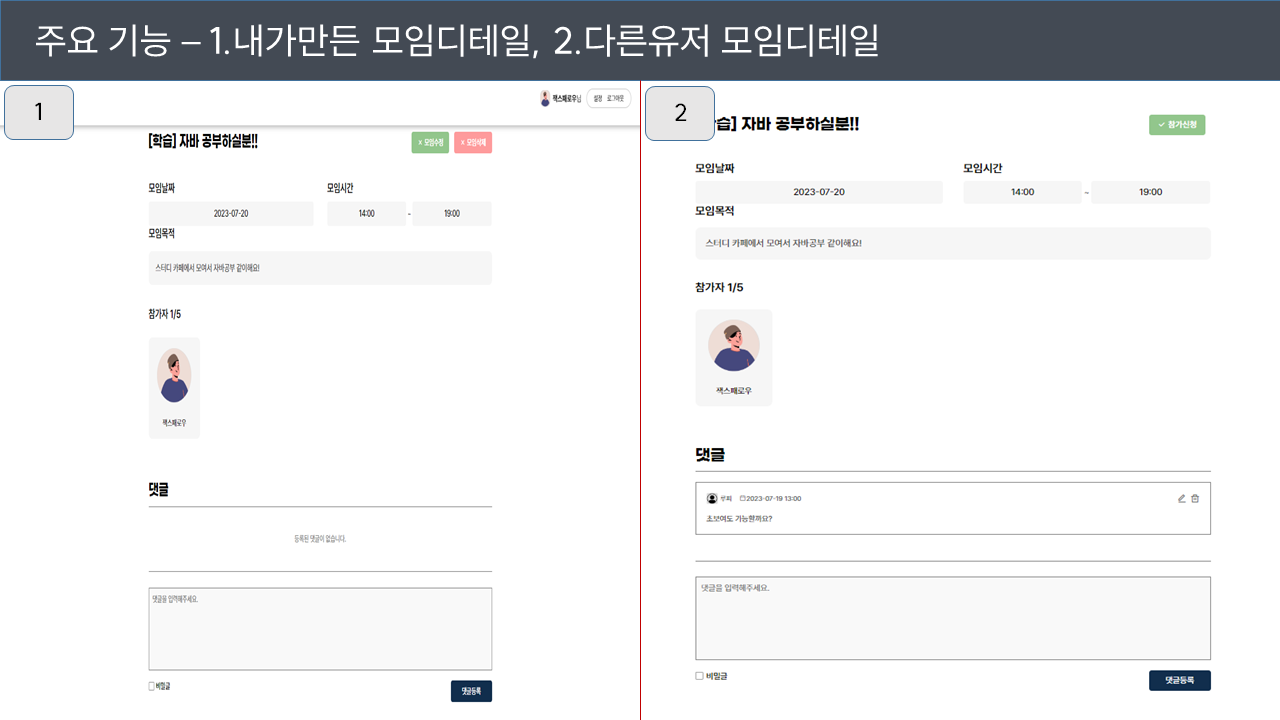 주요 기능 – 1.내가만든 모임디테일, 2.다른유저 모임디테일
1
잭스패로우님 설정 로그아웃
[학습] 자바 공부하실분!!
x 모임수정 x 모임삭제
모임날짜 모임시간
2023-07-20 14:00 - 19:00
모임목적
스터디 카페에서 모여서 자바공부 같이해요!
참가자 1/5
잭스패로우
댓글
등록된 댓글이 없습니다.
댓글을 입력해주세요.
비밀글 댓글등록
2
습] 자바 공부하실분!! 참가신청
모임날짜 모임시간
2023-07-20 14:00 - 19:00
모임목적
스터디 카페에서 모여서 자바공부 같이해요!
참가자 1/5
잭스패로우
댓글
루피 2023-07-19 13:00
초보여도 가능할까요?
댓글을 입력해주세요.
비밀글 댓글등록